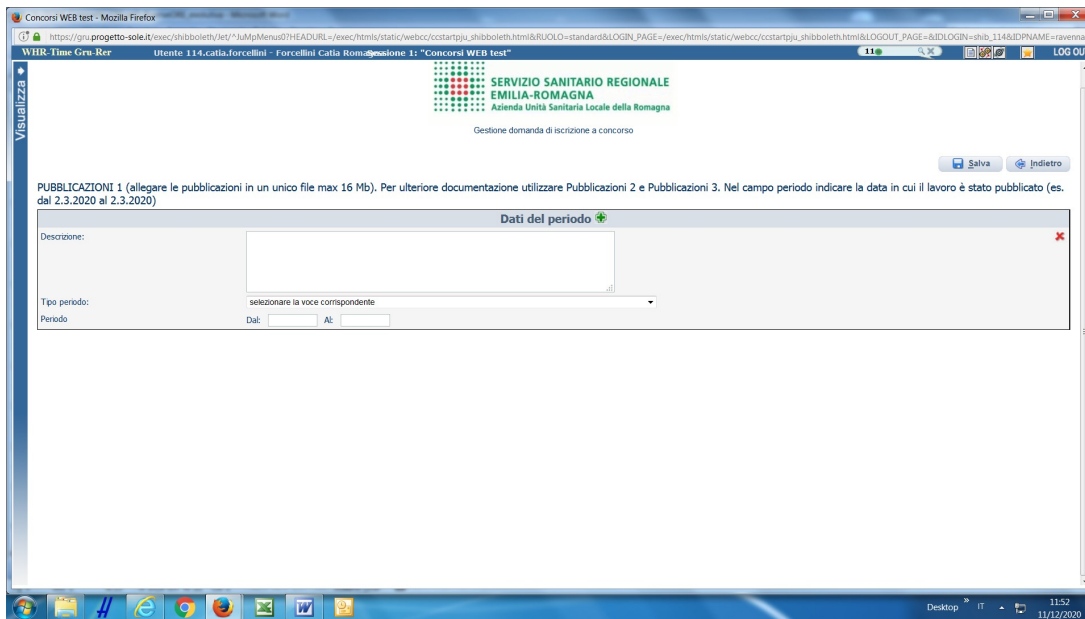 Concorsi WEB test - Mozilla Firefox
https://gru.progetto-sole.it/exec/shibboleth/Jet/^JuMpMenus0?HEADURL=/exec/htmls/static/webcc/ccstartpju_shibboleth.html&RUOLO=standard&LOGIN_PAGE=/exec/htmls/static/webcc/ccstartpju_shibboleth.html&LOGOUT_PAGE=&IDLOGIN=shib_114&IDPNAME=ravenna
WHR-Time Gru-Rer Utente 114.catia.forcellini - Forcellini Catia Sessione 1: "Concorsi WEB test" 11 LOG OU
Visualizza
SERVIZIO SANITARIO REGIONALE
EMILIA-ROMAGNA
Azienda Unità Sanitaria Locale della Romagna
Gestione domanda di iscrizione a concorso
Salva Indietro
PUBBLICAZIONI 1 (allegare le pubblicazioni in un unico file max 16 Mb). Per ulteriore documentazione utilizzare Pubblicazioni 2 e Pubblicazioni 3. Nel campo periodo indicare la data in cui il lavoro è stato pubblicato (es.
dal 2.3.2020 al 2.3.2020)
Dati del periodo
Descrizione:
Tipo periodo: selezionare la voce corrispondente
Periodo Dal: Al:
Desktop » IT 11:52
11/12/2020